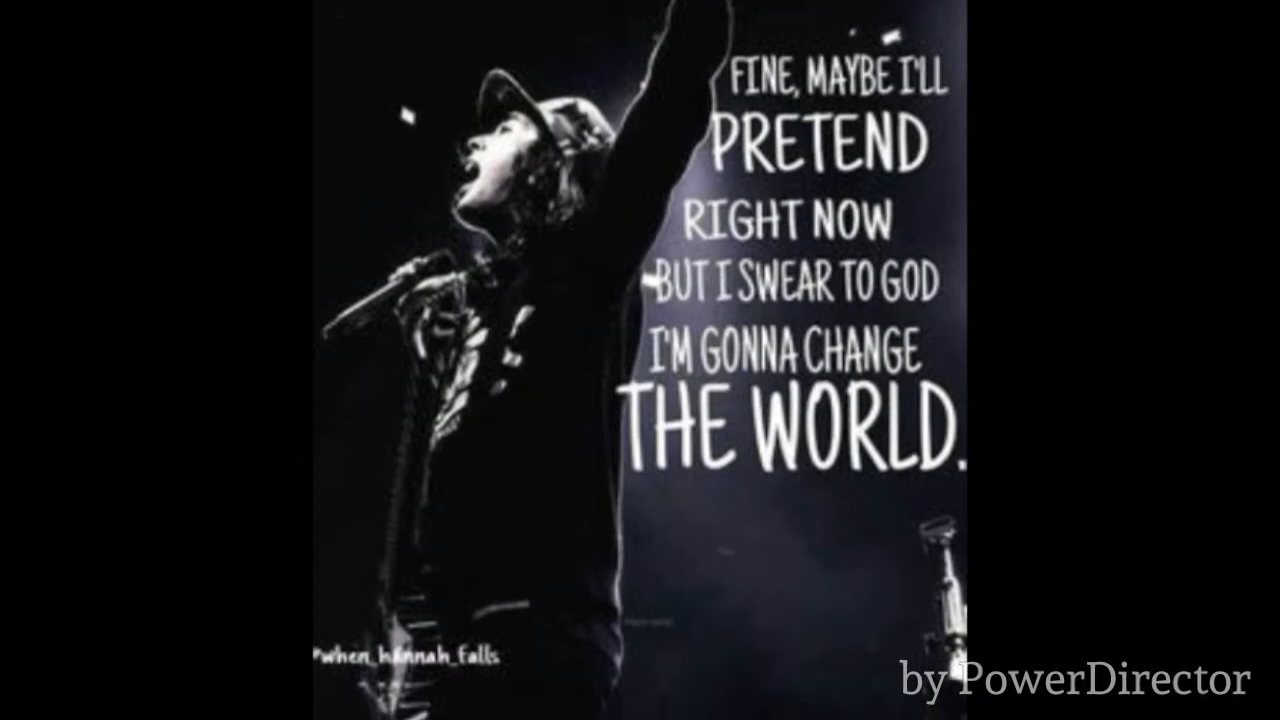 FINE, MAYBE I'LL
PRETEND
RIGHT NOW
BUT I SWEAR TO GOD
I'M GONNA CHANGE
THE WORLD.
when_hannah_falls
by PowerDirector